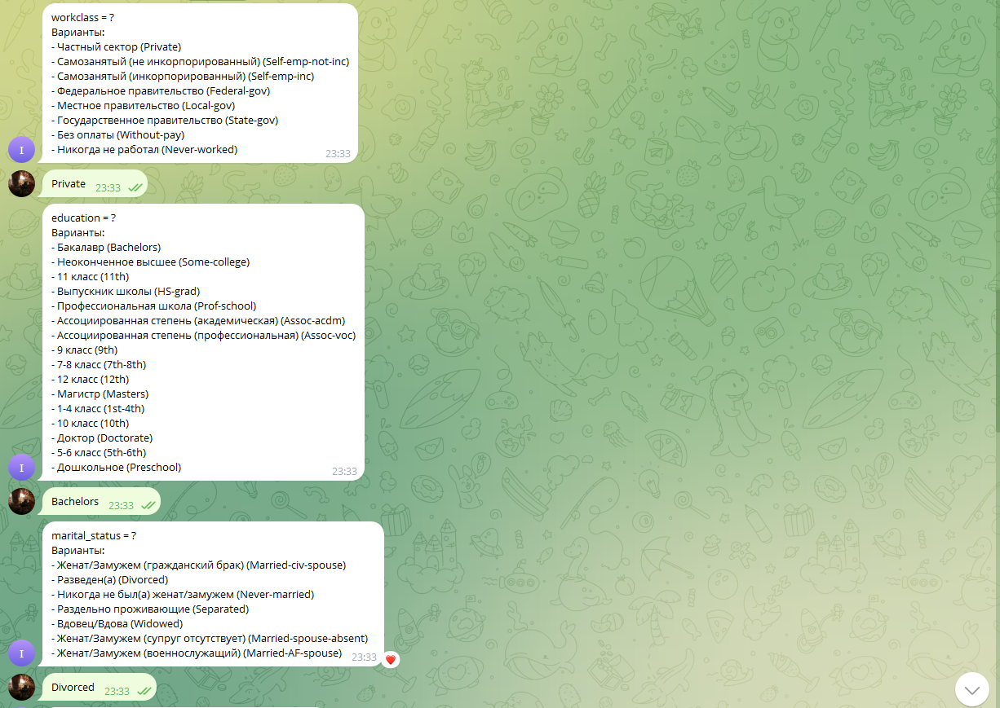 workclass = ?
Варианты:
- Частный сектор (Private)
- Самозанятый (не инкорпорированный) (Self-emp-not-inc)
- Самозанятый (инкорпорированный) (Self-emp-inc)
- Федеральное правительство (Federal-gov)
- Местное правительство (Local-gov)
- Государственное правительство (State-gov)
- Без оплаты (Without-pay)
- Никогда не работал (Never-worked)
I
23:33
Private 23:33
education = ?
Варианты:
- Бакалавр (Bachelors)
- Неоконченное высшее (Some-college)
- 11 класс (11th)
- Выпускник школы (HS-grad)
- Профессиональная школа (Prof-school)
- Ассоциированная степень (академическая) (Assoc-acdm)
- Ассоциированная степень (профессиональная) (Assoc-voc)
- 9 класс (9th)
- 7-8 класс (7th-8th)
- 12 класс (12th)
- Магистр (Masters)
- 1-4 класс (1st-4th)
- 10 класс (10th)
- Доктор (Doctorate)
- 5-6 класс (5th-6th)
- Дошкольное (Preschool)
I
23:33
Bachelors 23:33
marital_status = ?
Варианты:
- Женат/Замужем (гражданский брак) (Married-civ-spouse)
- Разведен(а) (Divorced)
- Никогда не был(а) женат/замужем (Never-married)
- Раздельно проживающие (Separated)
- Вдовец/Вдова (Widowed)
- Женат/Замужем (супруг отсутствует) (Married-spouse-absent)
- Женат/Замужем (военнослужащий) (Married-AF-spouse)
I
23:33
Divorced 23:33